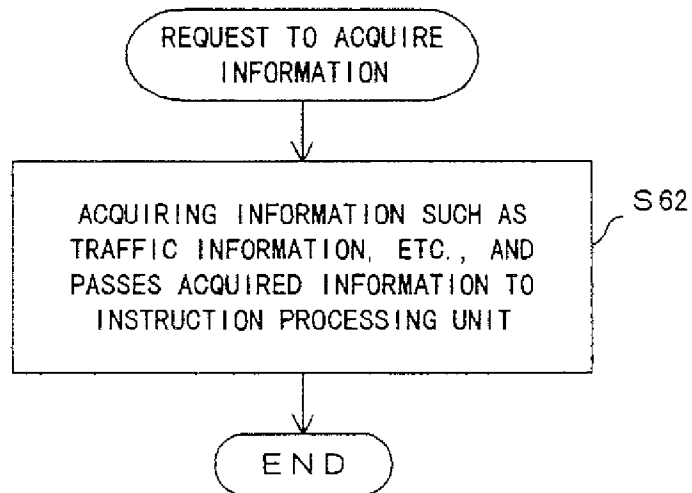 REQUEST TO ACQUIRE
INFORMATION
ACQUIRING INFORMATION SUCH AS
TRAFFIC INFORMATION, ETC., AND
PASSES ACQUIRED INFORMATION TO
INSTRUCTION PROCESSING UNIT
S62
END